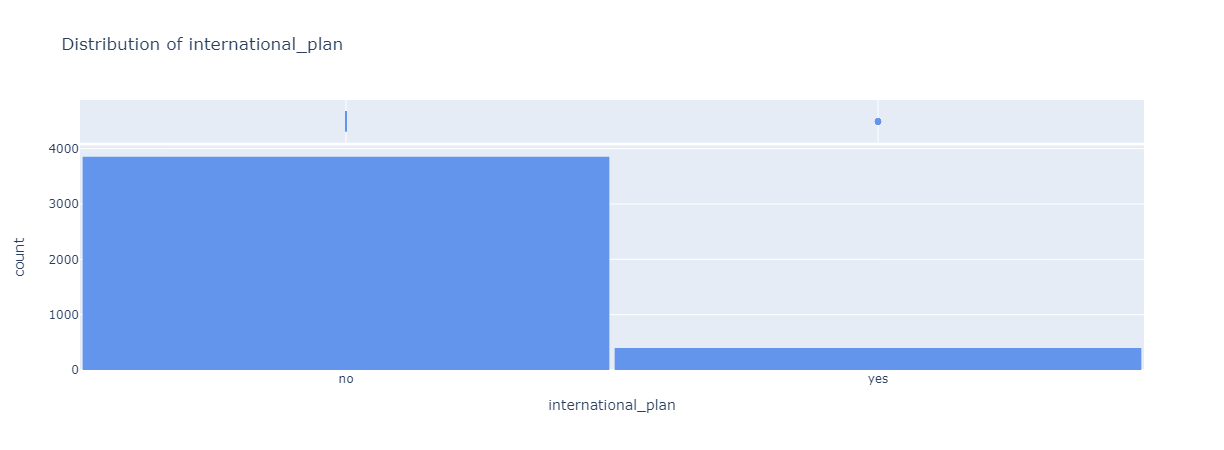 Distribution of international_plan
4000
3000
2000
1000
0
count
no
yes
international_plan